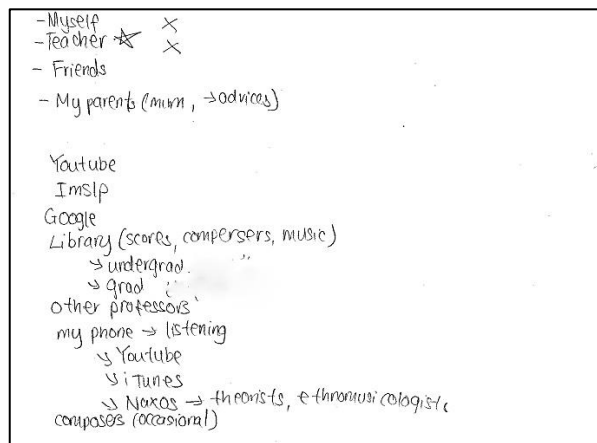 -Myself X
-Teacher ☆ X
- Friends
- My parents (mum, →advices)
Youtube
Imslp
Google
Library (scores, compersers, music)
↘ undergrad. "
↘ grad (
other professors
my phone → listening
↘ Youtube
↘ iTunes
↘ Naxos → theorists, ethnomusicologists
composers (occasional)